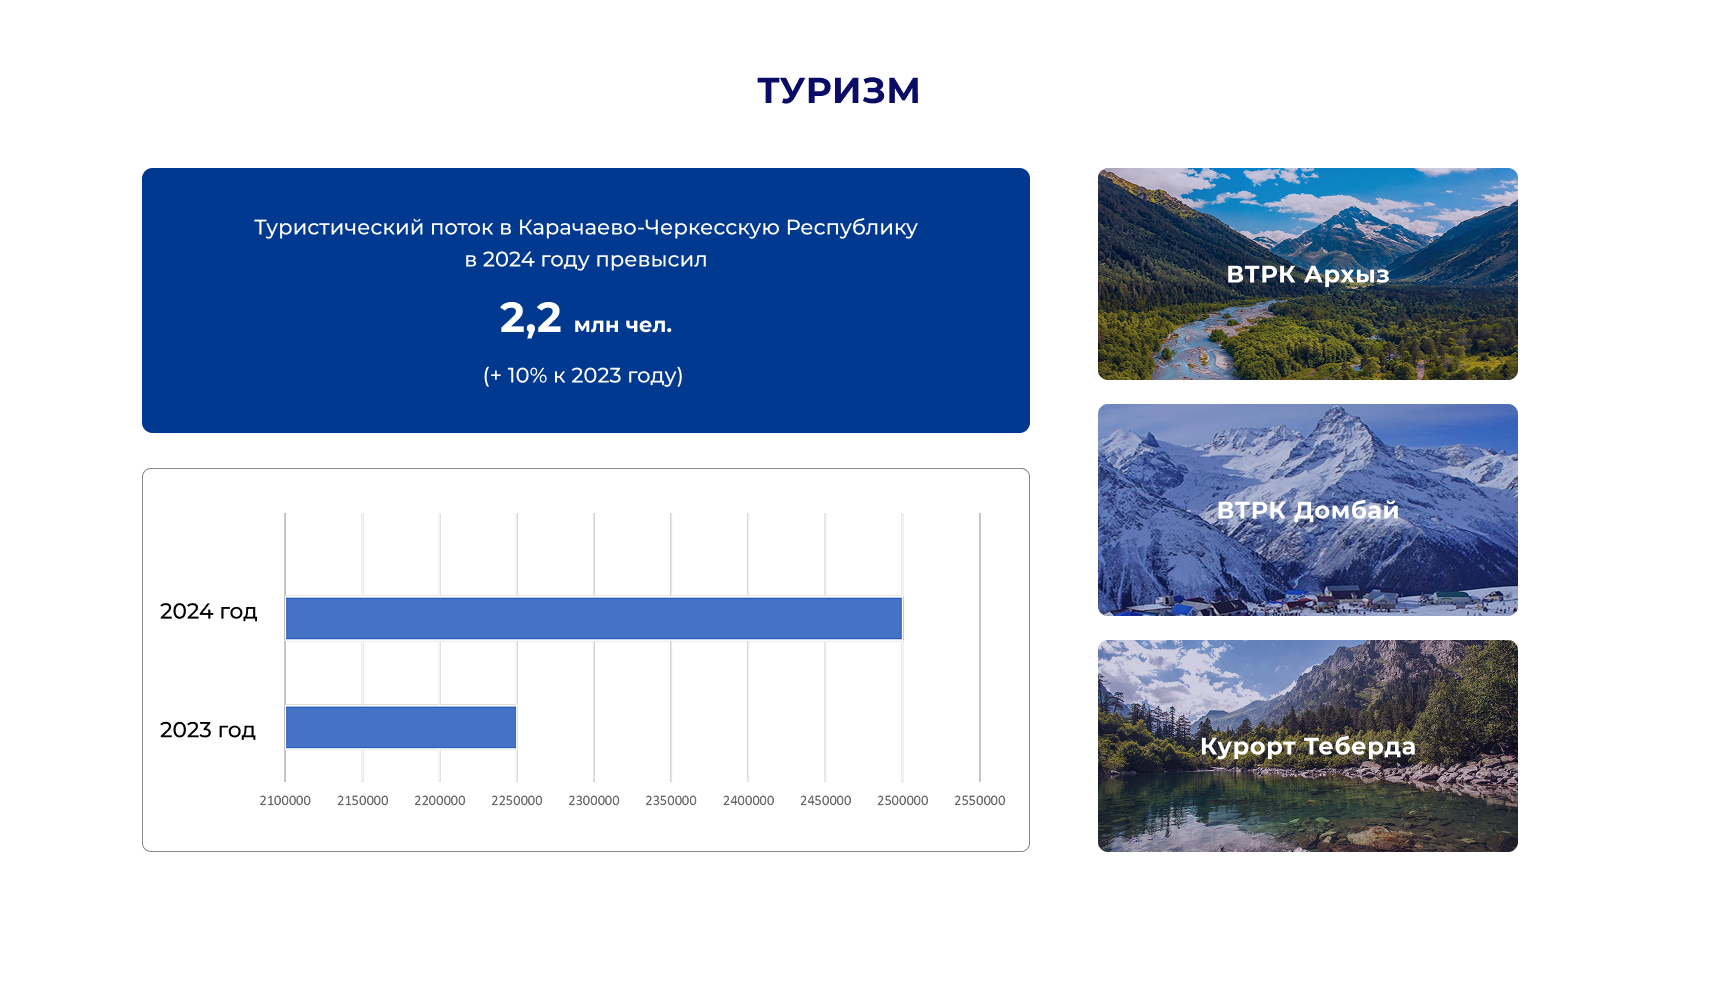 ТУРИЗМ
Туристический поток в Карачаево-Черкесскую Республику
в 2024 году превысил
2,2 млн чел.
(+ 10% к 2023 году)
2024 год
2023 год
2100000 2150000 2200000 2250000 2300000 2350000 2400000 2450000 2500000 2550000
ВТРК Архыз
ВТРК Домбай
Курорт Теберда